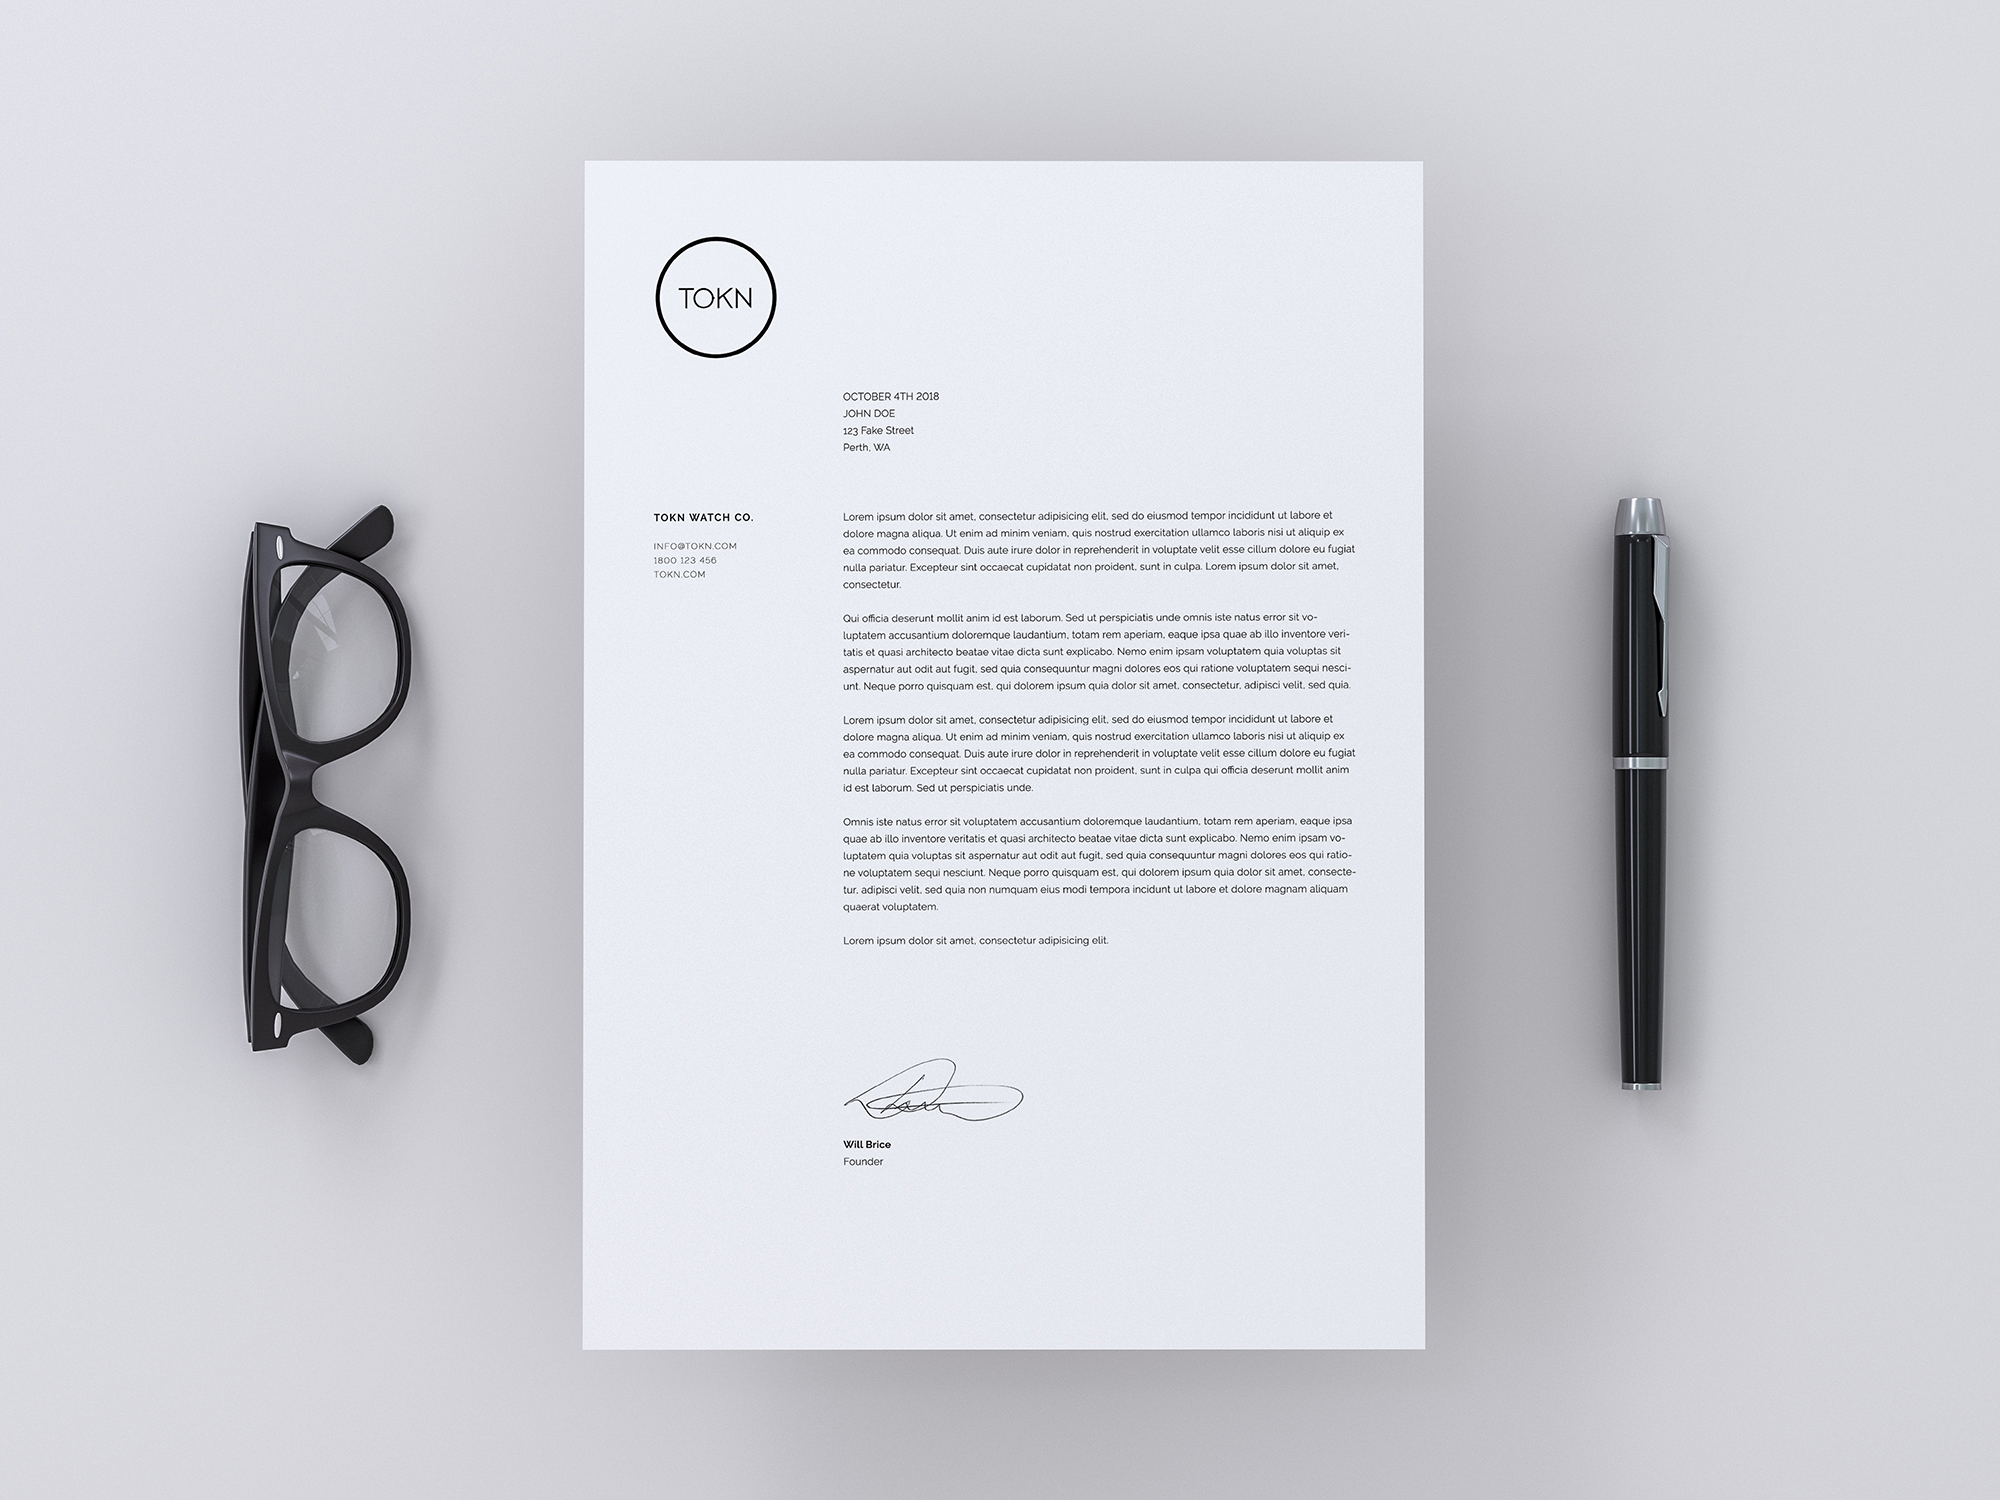 TOKN
OCTOBER 4TH 2018
JOHN DOE
123 Fake Street
Perth, WA
TOKN WATCH CO.
INFO@TOKN.COM
1800 123 456
TOKN.COM
Lorem ipsum dolor sit amet, consectetur adipisicing elit, sed do eiusmod tempor incididunt ut labore et
dolore magna aliqua. Ut enim ad minim veniam, quis nostrud exercitation ullamco laboris nisi ut aliquip ex
ea commodo consequat. Duis aute irure dolor in reprehenderit in voluptate velit esse cillum dolore eu fugiat
nulla pariatur. Excepteur sint occaecat cupidatat non proident, sunt in culpa. Lorem ipsum dolor sit amet,
consectetur.
Qui officia deserunt mollit anim id est laborum. Sed ut perspiciatis unde omnis iste natus error sit vo-
luptatem accusantium doloremque laudantium, totam rem aperiam, eaque ipsa quae ab illo inventore veri-
tatis et quasi architecto beatae vitae dicta sunt explicabo. Nemo enim ipsam voluptatem quia voluptas sit
aspernatur aut odit aut fugit, sed quia consequuntur magni dolores eos qui ratione voluptatem sequi nesci-
unt. Neque porro quisquam est, qui dolorem ipsum quia dolor sit amet, consectetur, adipisci velit, sed quia.
Lorem ipsum dolor sit amet, consectetur adipisicing elit, sed do eiusmod tempor incididunt ut labore et
dolore magna aliqua. Ut enim ad minim veniam, quis nostrud exercitation ullamco laboris nisi ut aliquip ex
ea commodo consequat. Duis aute irure dolor in reprehenderit in voluptate velit esse cillum dolore eu fugiat
nulla pariatur. Excepteur sint occaecat cupidatat non proident, sunt in culpa qui officia deserunt mollit anim
id est laborum. Sed ut perspiciatis unde.
Omnis iste natus error sit voluptatem accusantium doloremque laudantium, totam rem aperiam, eaque ipsa
quae ab illo inventore veritatis et quasi architecto beatae vitae dicta sunt explicabo. Nemo enim ipsam vo-
luptatem quia voluptas sit aspernatur aut odit aut fugit, sed quia consequuntur magni dolores eos qui ratio-
ne voluptatem sequi nesciunt. Neque porro quisquam est, qui dolorem ipsum quia dolor sit amet, consecte-
tur, adipisci velit, sed quia non numquam eius modi tempora incidunt ut labore et dolore magnam aliquam
quaerat voluptatem.
Lorem ipsum dolor sit amet, consectetur adipisicing elit.
Will Brice
Founder